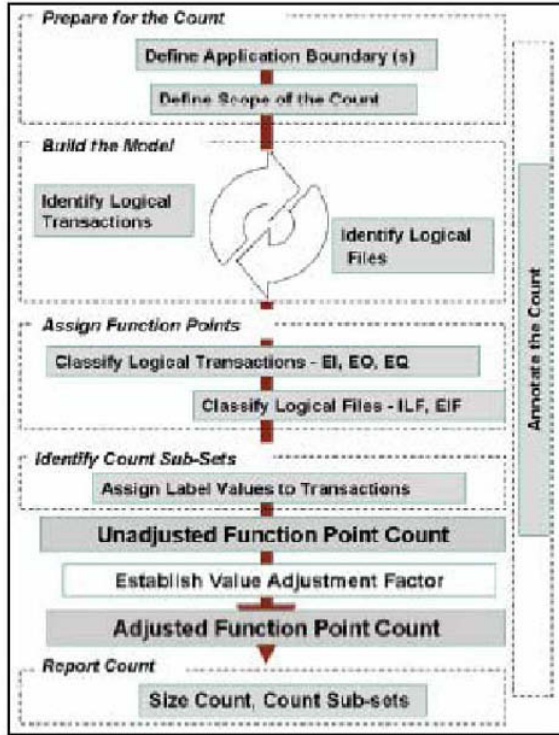 Prepare for the Count
Define Application Boundary (s)
Define Scope of the Count
Build the Model
Identify Logical
Transactions
Identify Logical
Files
Assign Function Points
Classify Logical Transactions - EI, EO, EQ
Classify Logical Files - ILF, EIF
Identify Count Sub-Sets
Assign Label Values to Transactions
Unadjusted Function Point Count
Establish Value Adjustment Factor
Adjusted Function Point Count
Report Count
Size Count, Count Sub-sets
Annotate the Count